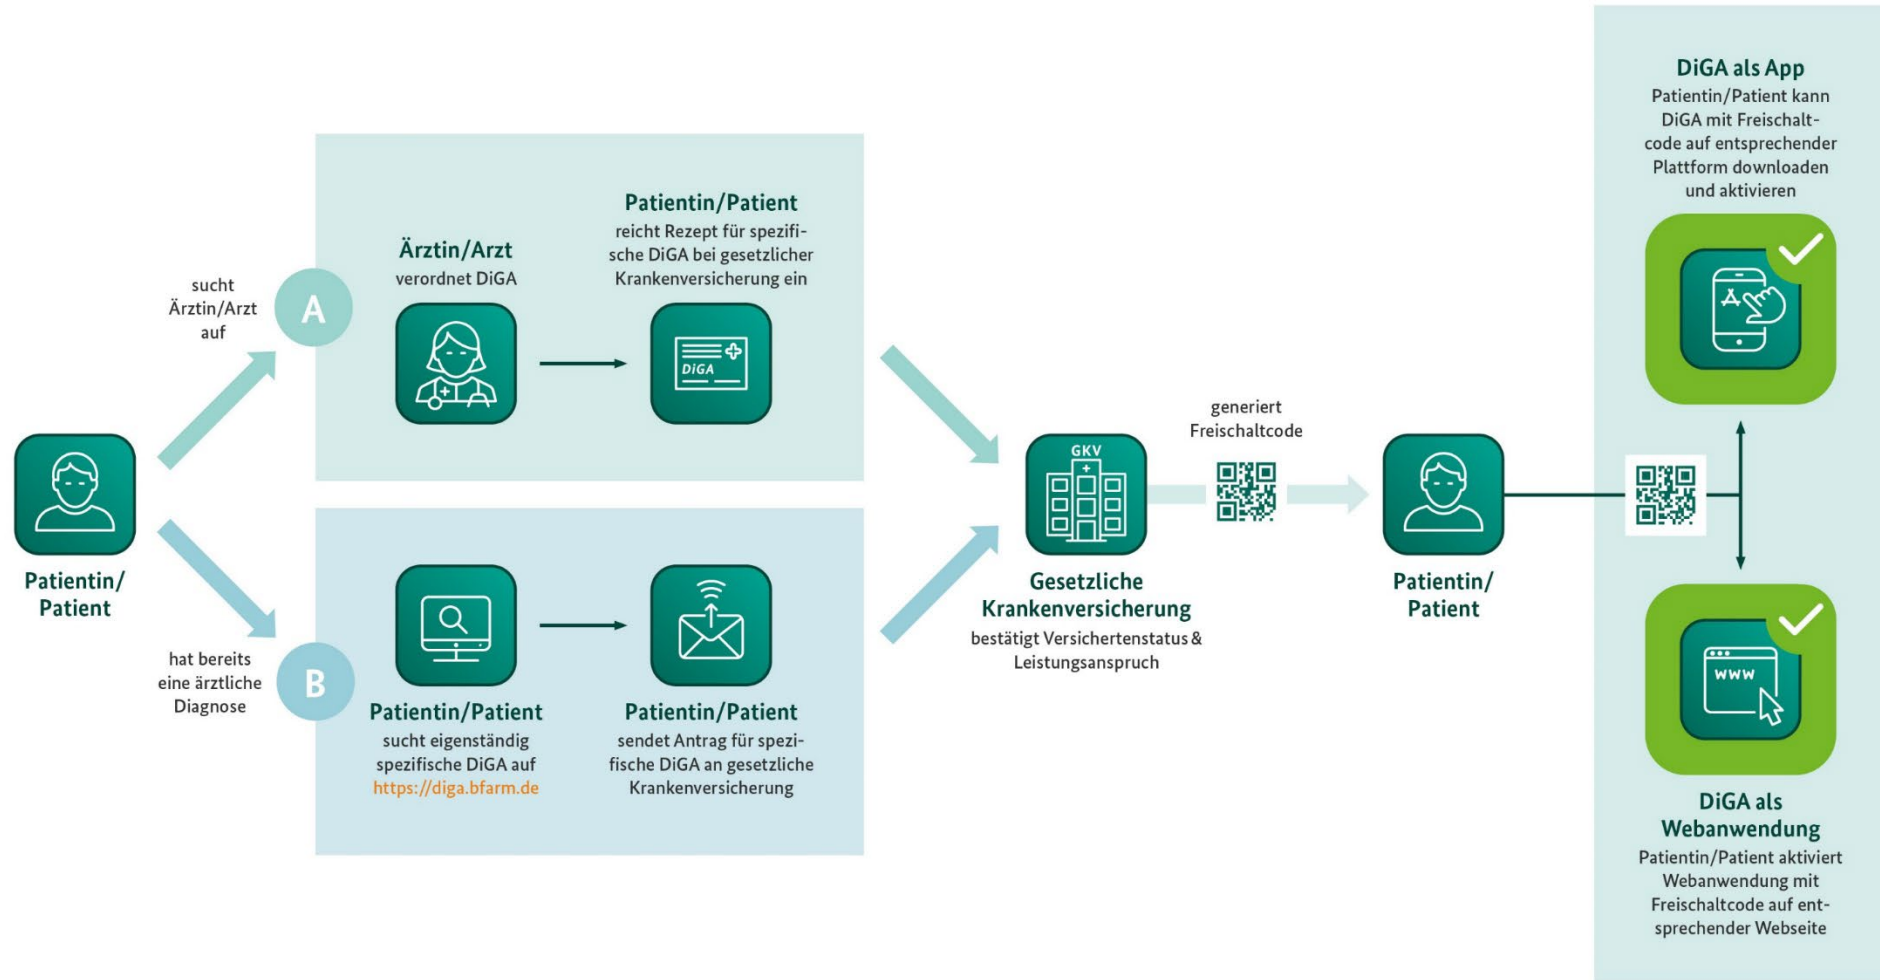 Patientin/
Patient
sucht
Ärztin/Arzt
auf
A
Ärztin/Arzt
verordnet DiGA
Patientin/Patient
reicht Rezept für spezifi-
sche DiGA bei gesetzlicher
Krankenversicherung ein
DiGA
hat bereits
eine ärztliche
Diagnose
B
Patientin/Patient
sucht eigenständig
spezifische DiGA auf
https://diga.bfarm.de
Patientin/Patient
sendet Antrag für spezi-
fische DiGA an gesetzliche
Krankenversicherung
GKV
Gesetzliche
Krankenversicherung
bestätigt Versichertenstatus &
Leistungsanspruch
generiert
Freischaltcode
Patientin/
Patient
DiGA als App
Patientin/Patient kann
DiGA mit Freischalt-
code auf entsprechender
Plattform downloaden
und aktivieren
www
DiGA als
Webanwendung
Patientin/Patient aktiviert
Webanwendung mit
Freischaltcode auf ent-
sprechender Webseite